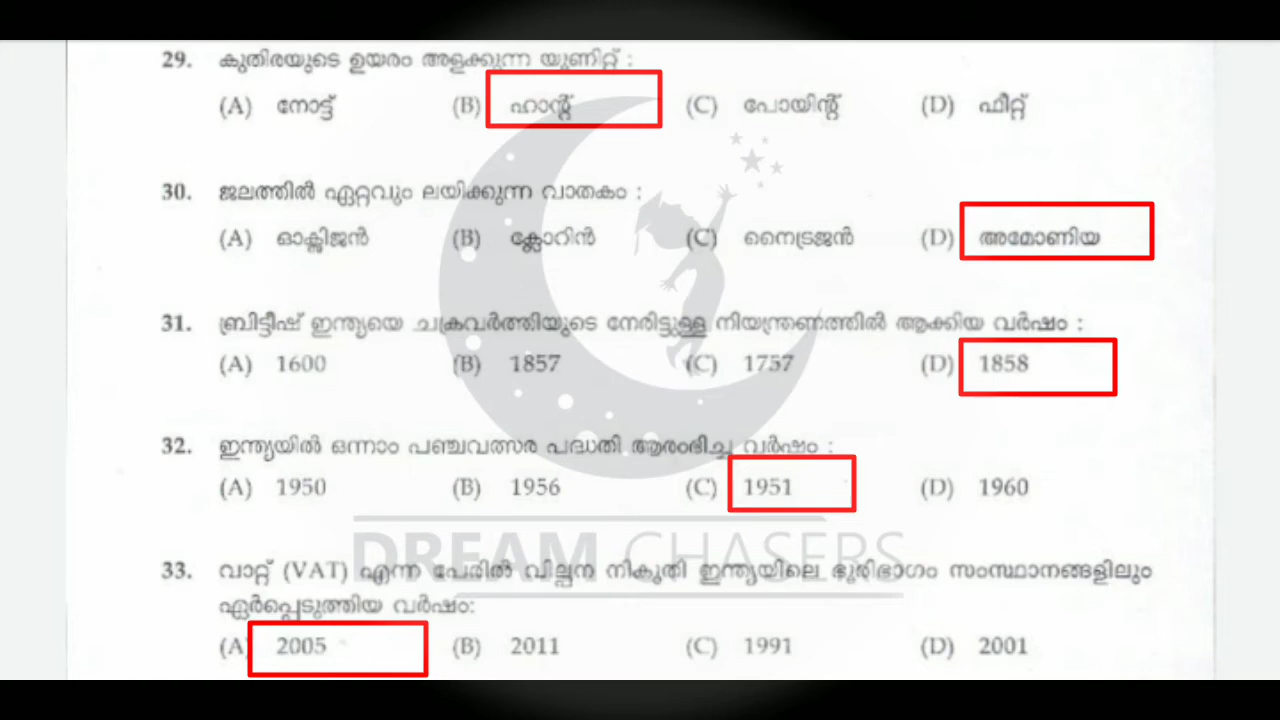 29. കുതിരയുടെ ഉയരം അളക്കുന്ന യൂണിറ്റ് :
(A) നോട്ട് (B) ഹാന്റ് (C) പോയിന്റ് (D) ഫീറ്റ്
30. ജലത്തിൽ ഏറ്റവും ലയിക്കുന്ന വാതകം :
(A) ഓക്സിജൻ (B) ക്ലോറിൻ (C) നൈട്രജൻ (D) അമോണിയ
31. ബ്രിട്ടീഷ് ഇന്ത്യയെ ചക്രവർത്തിയുടെ നേരിട്ടുള്ള നിയന്ത്രണത്തിൽ ആക്കിയ വർഷം :
(A) 1600 (B) 1857 (C) 1757 (D) 1858
32. ഇന്ത്യയിൽ ഒന്നാം പഞ്ചവത്സര പദ്ധതി ആരംഭിച്ച വർഷം :
(A) 1950 (B) 1956 (C) 1951 (D) 1960
DREAM CHASERS
33. വാറ്റ് (VAT) എന്ന പേരിൽ വില്പന നികുതി ഇന്ത്യയിലെ ഭൂരിഭാഗം സംസ്ഥാനങ്ങളിലും
ഏർപ്പെടുത്തിയ വർഷം:
(A) 2005 (B) 2011 (C) 1991 (D) 2001